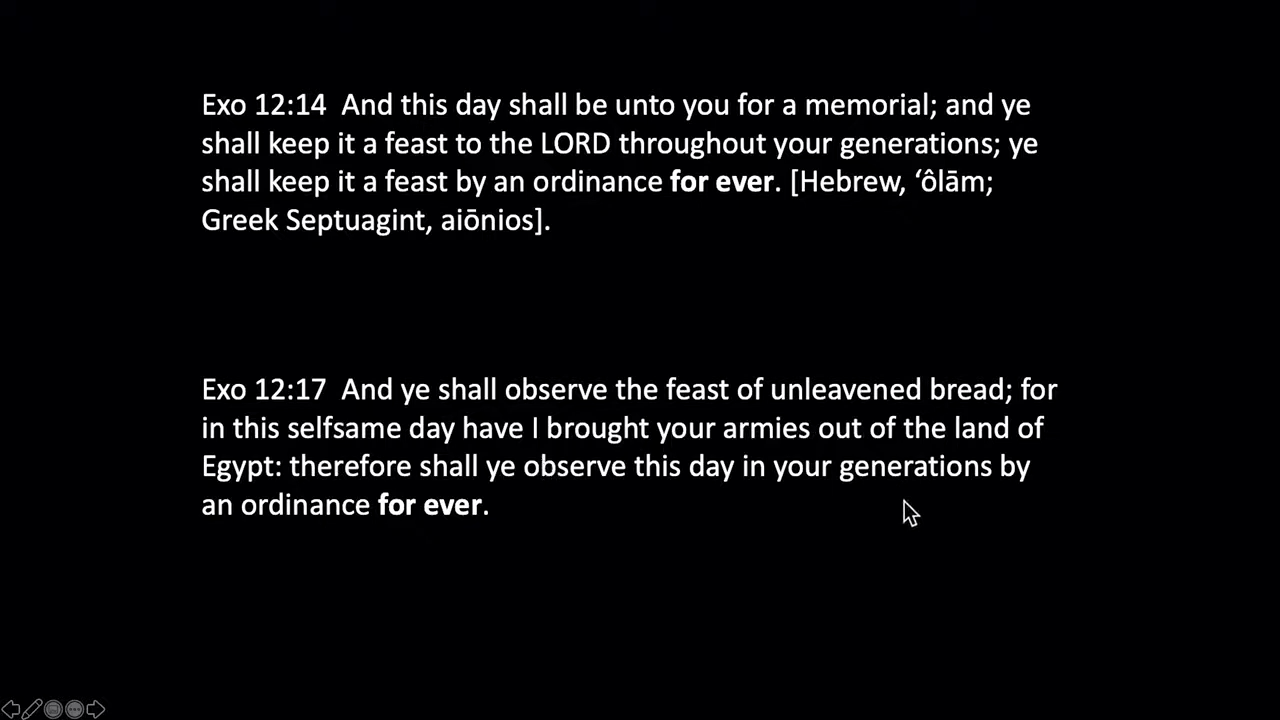 Exo 12:14  And this day shall be unto you for a memorial; and ye
shall keep it a feast to the LORD throughout your generations; ye
shall keep it a feast by an ordinance for ever. [Hebrew, ‘ôlām;
Greek Septuagint, aiōnios].
Exo 12:17  And ye shall observe the feast of unleavened bread; for
in this selfsame day have I brought your armies out of the land of
Egypt: therefore shall ye observe this day in your generations by
an ordinance for ever.